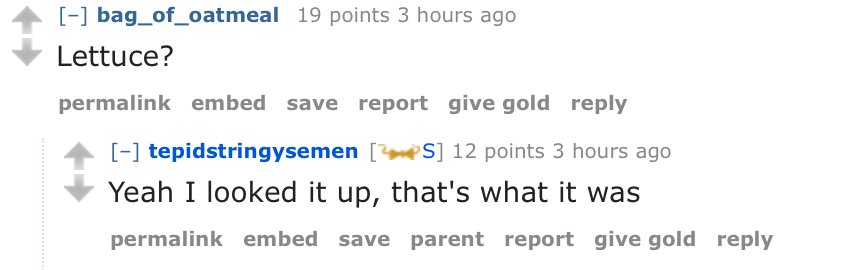 [–] bag_of_oatmeal 19 points 3 hours ago
Lettuce?
permalink embed save report give gold reply
[–] tepidstringysemen [S] 12 points 3 hours ago
Yeah I looked it up, that's what it was
permalink embed save parent report give gold reply